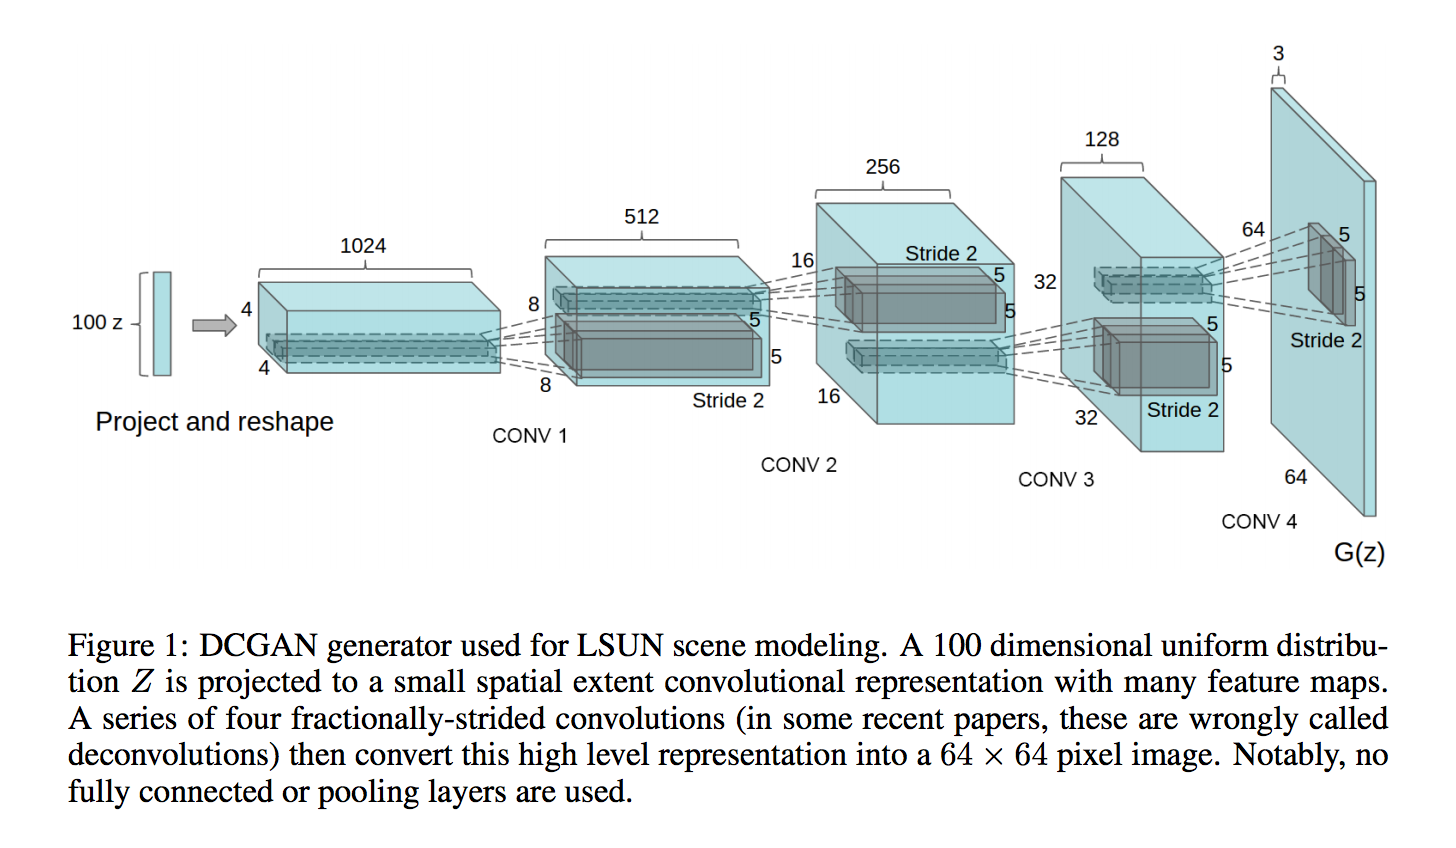 3
128
256
64
512
5
1024
Stride 2
16
5
32
8
5
4
5
100 z
5
5
5
5
Stride 2
4
8
16
32
Stride 2
Stride 2
Project and reshape
CONV 1
CONV 2
CONV 3
64
CONV 4
G(z)
Figure 1: DCGAN generator used for LSUN scene modeling. A 100 dimensional uniform distribu-
tion Z is projected to a small spatial extent convolutional representation with many feature maps.
A series of four fractionally-strided convolutions (in some recent papers, these are wrongly called
deconvolutions) then convert this high level representation into a 64 × 64 pixel image. Notably, no
fully connected or pooling layers are used.